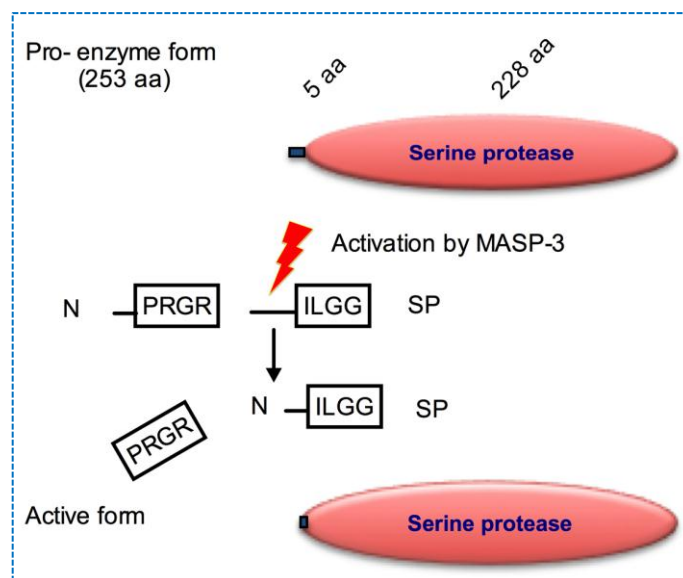 Pro- enzyme form
(253 aa)
5 aa
228 aa
Serine protease
Activation by MASP-3
N PRGR ILGG SP
N ILGG SP
PRGR
Active form
Serine protease